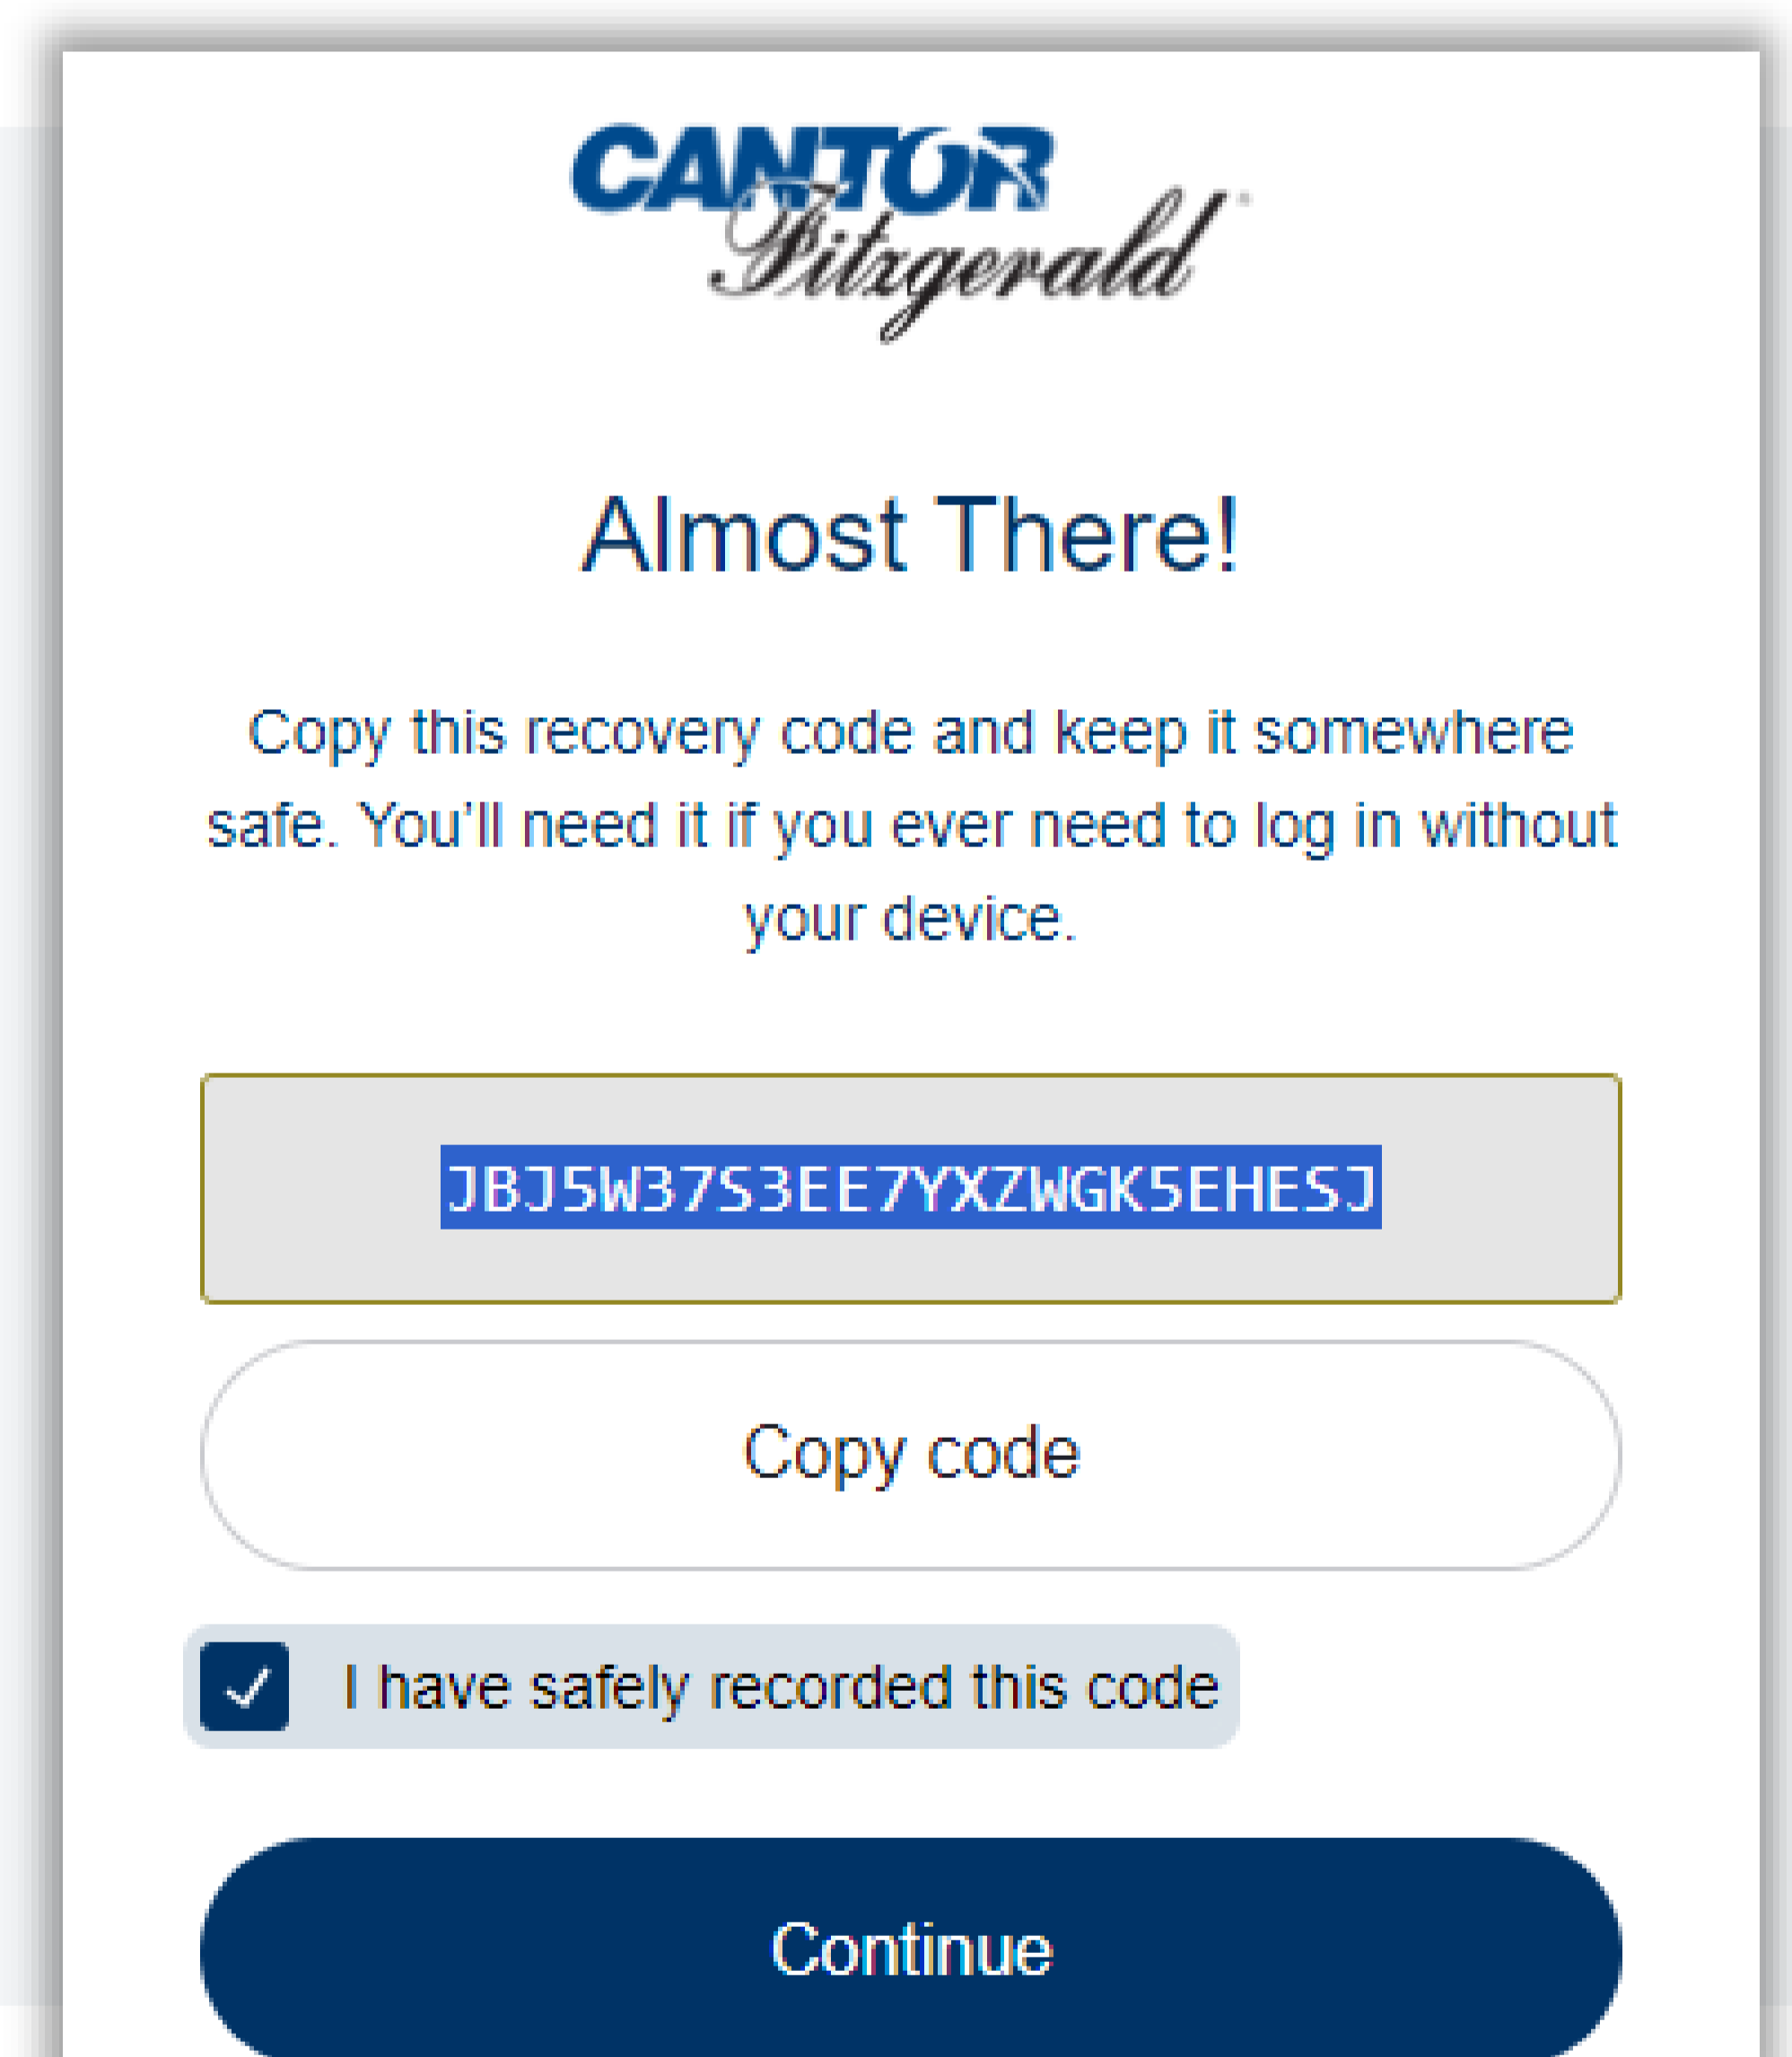 CANTOR
Fitzgerald
Almost There!
Copy this recovery code and keep it somewhere
safe. You’ll need it if you ever need to log in without
your device.
JBJ5W37S3EE7YXZWGK5EHESJ
Copy code
I have safely recorded this code
Continue